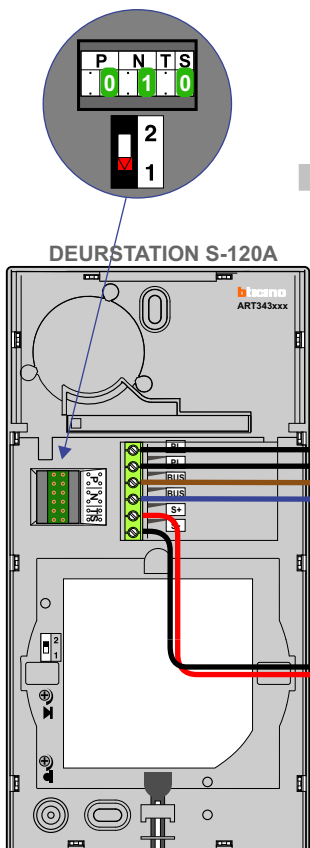 P N T S
0 1 0
2
1
DEURSTATION S-120A
bticino
ART343xxx
PL
PL
BUS
BUS
S+
S-
P N S
2
1